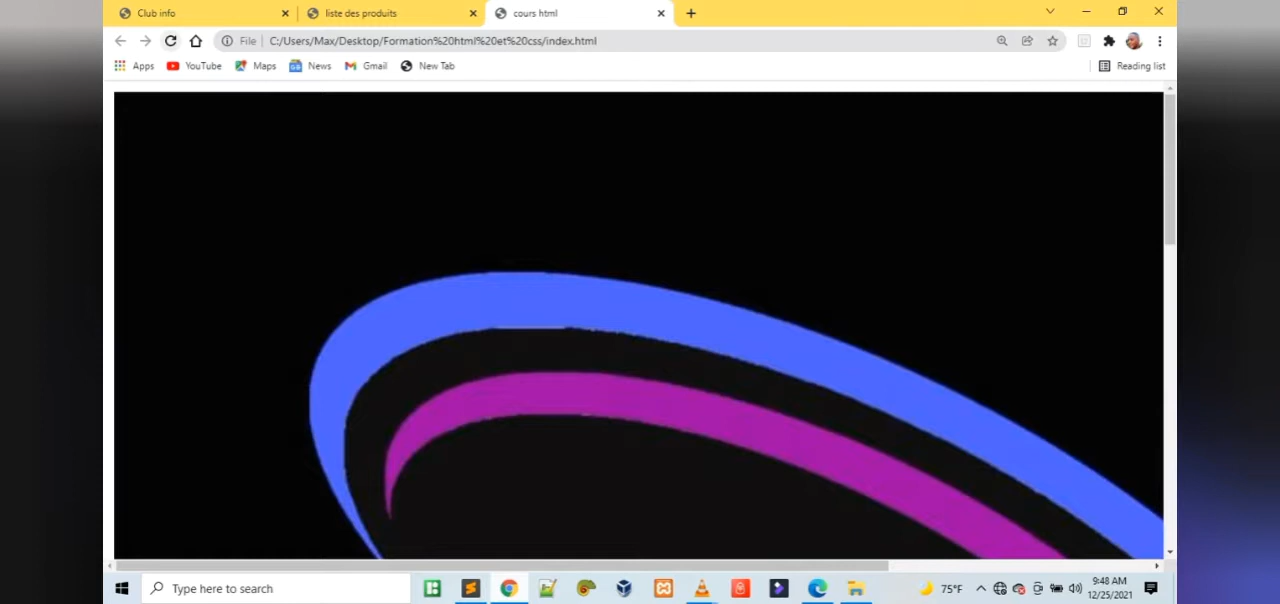 Club info
liste des produits
cours html
File
C:/Users/Max/Desktop/Formation%20html%20et%20css/index.html
Apps
YouTube
Maps
News
Gmail
New Tab
Reading list
Type here to search
75°F
9:48 AM
12/25/2021